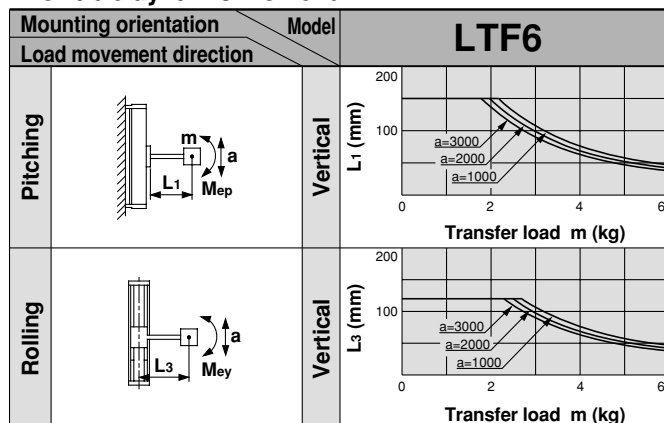 Mounting orientation
Model
Load movement direction
LTF6
Pitching
m
a
L1
Mep
Vertical
L1 (mm)
200
100
a=3000
a=2000
a=1000
0
2
4
6
Transfer load m (kg)
Rolling
a
L3
Mey
Vertical
L3 (mm)
200
100
a=3000
a=2000
a=1000
0
2
4
6
Transfer load m (kg)